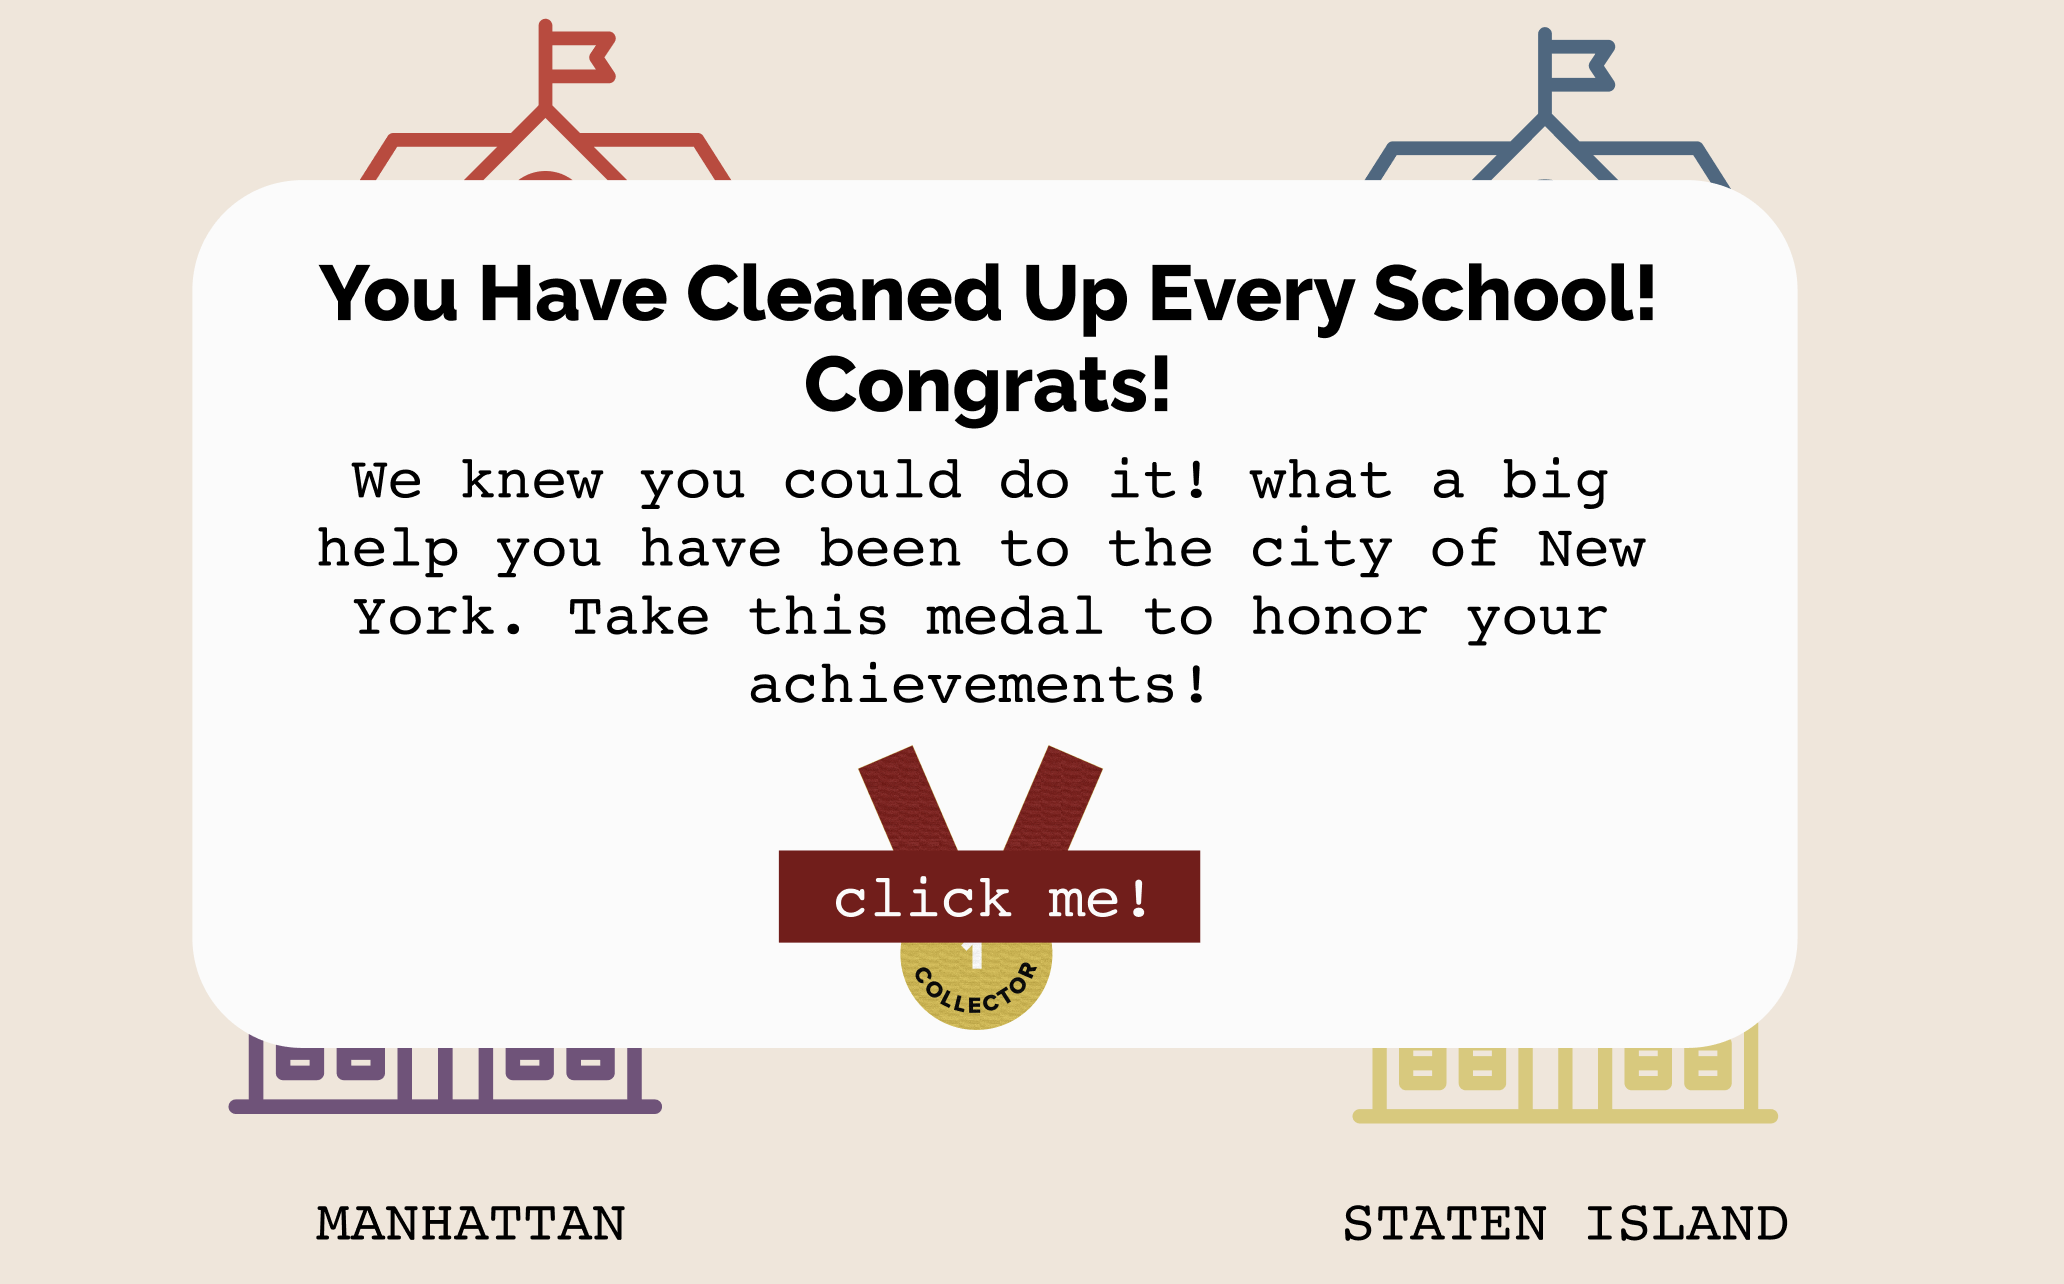 You Have Cleaned Up Every School!
Congrats!
We knew you could do it! what a big
help you have been to the city of New
York. Take this medal to honor your
achievements!
click me!
1
COLLECTOR
MANHATTAN
STATEN ISLAND